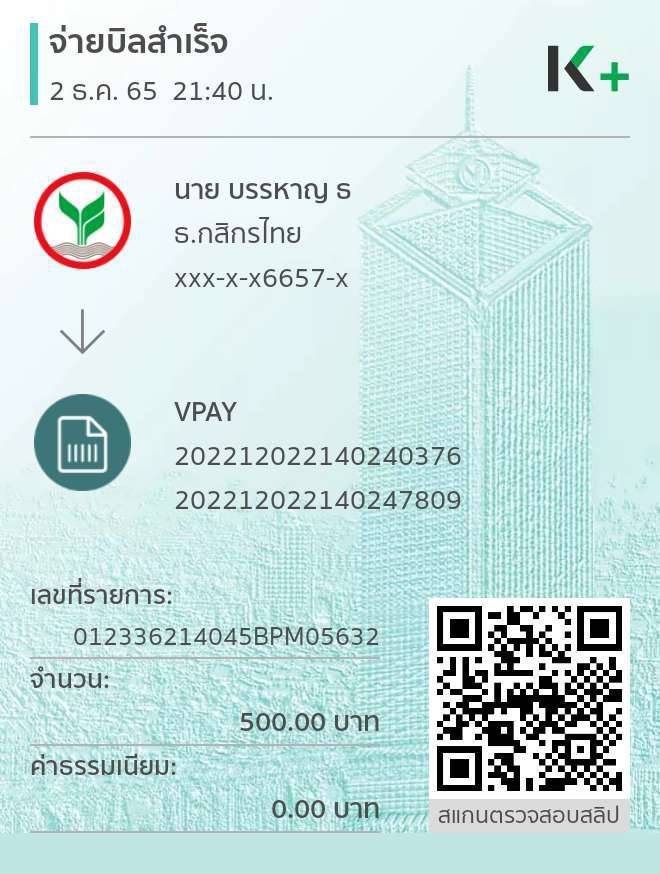 จ่ายบิลสำเร็จ
2 ธ.ค. 65 21:40 น.
K+
นาย บรรหาญ ธ
ธ.กสิกรไทย
xxx-x-x6657-x
VPAY
202212022140240376
202212022140247809
เลขที่รายการ:
012336214045BPM05632
จำนวน:
500.00 บาท
ค่าธรรมเนียม:
0.00 บาท
สแกนตรวจสอบสลิป